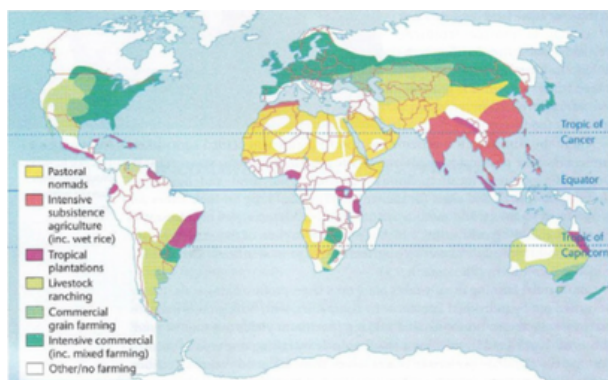 Tropic of
Cancer
Equator
Tropic of
Capricorn
Pastoral
nomads
Intensive
subsistence
agriculture
(inc. wet rice)
Tropical
plantations
Livestock
ranching
Commercial
grain farming
Intensive commercial
(inc. mixed farming)
Other/no farming